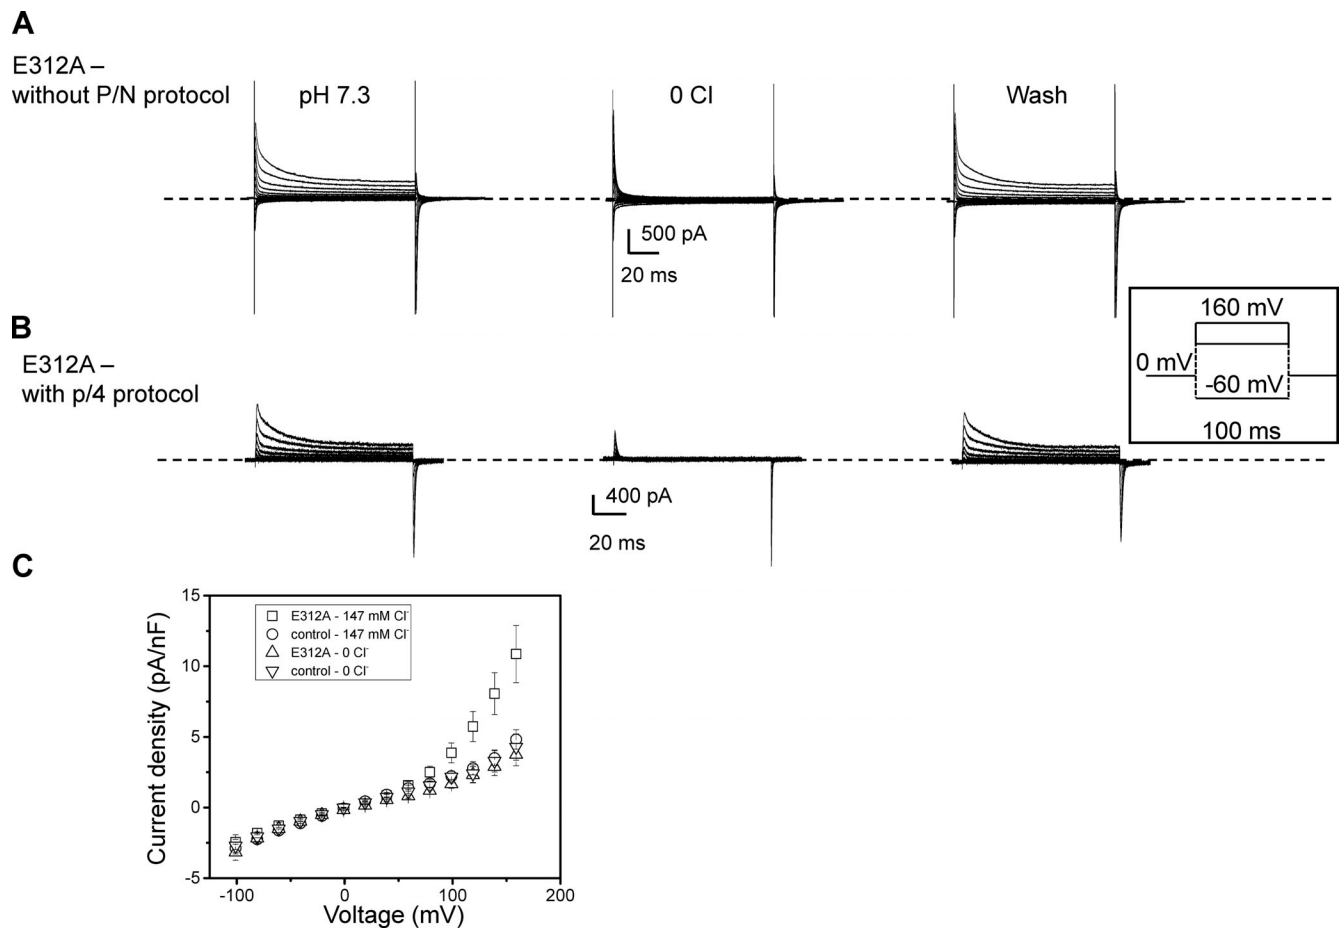 A
E312A –
without P/N protocol
pH 7.3
0 Cl
Wash
500 pA
20 ms
B
E312A –
with p/4 protocol
400 pA
20 ms
160 mV
0 mV
-60 mV
100 ms
C
Current density (pA/nF)
15
10
5
0
-5
E312A - 147 mM Cl⁻
control - 147 mM Cl⁻
E312A - 0 Cl⁻
control - 0 Cl⁻
-100
0
100
200
Voltage (mV)